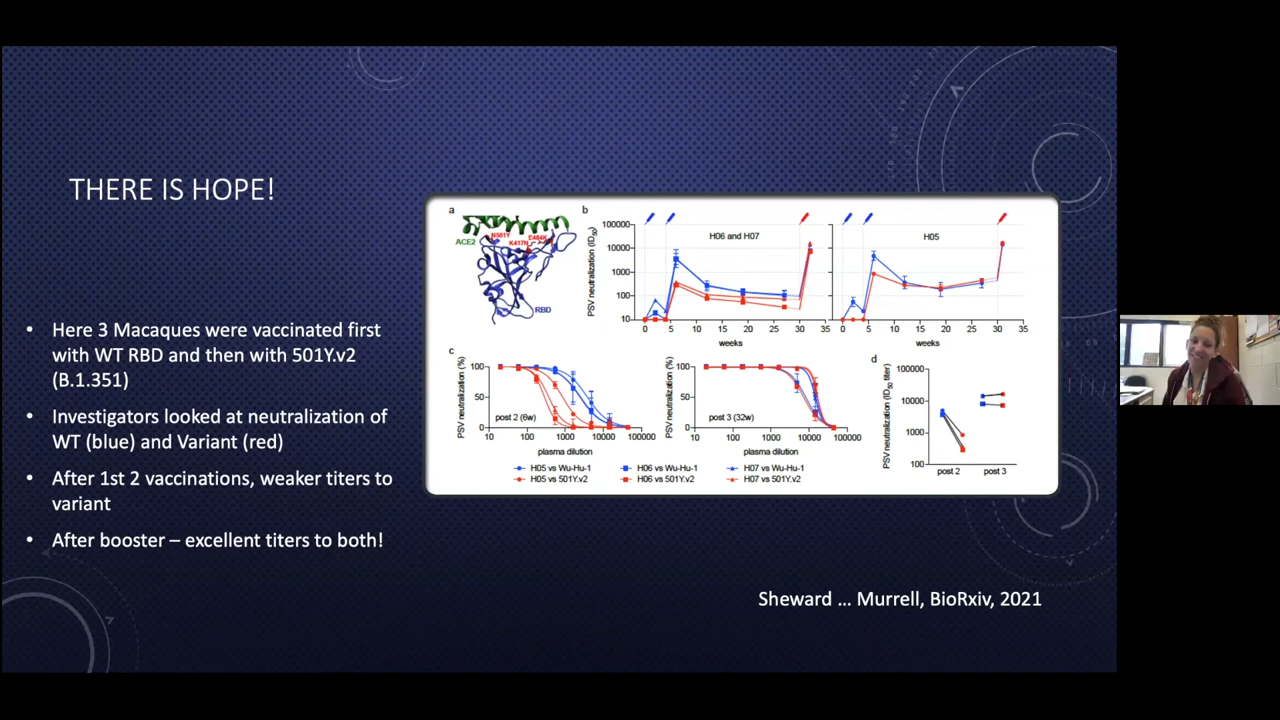 THERE IS HOPE!
• Here 3 Macaques were vaccinated first
with WT RBD and then with 501Y.v2
(B.1.351)
• Investigators looked at neutralization of
WT (blue) and Variant (red)
• After 1st 2 vaccinations, weaker titers to
variant
• After booster – excellent titers to both!
a
ACE2
N501Y
K417N
E484K
RBD
b
PSV neutralization (ID50)
100000
10000
1000
100
10
H06 and H07
0 5 10 15 20 25 30 35
weeks
H05
0 5 10 15 20 25 30 35
weeks
c
PSV neutralization (%)
100
50
0
post 2 (6w)
10 100 1000 10000 100000
plasma dilution
PSV neutralization (%)
100
50
0
post 3 (32w)
10 100 1000 10000 100000
plasma dilution
H05 vs Wu-Hu-1 H06 vs Wu-Hu-1 H07 vs Wu-Hu-1
H05 vs 501Y.v2 H06 vs 501Y.v2 H07 vs 501Y.v2
d
PSV neutralization (ID50 titer)
100000
10000
1000
100
post 2 post 3
Sheward ... Murrell, BioRxiv, 2021